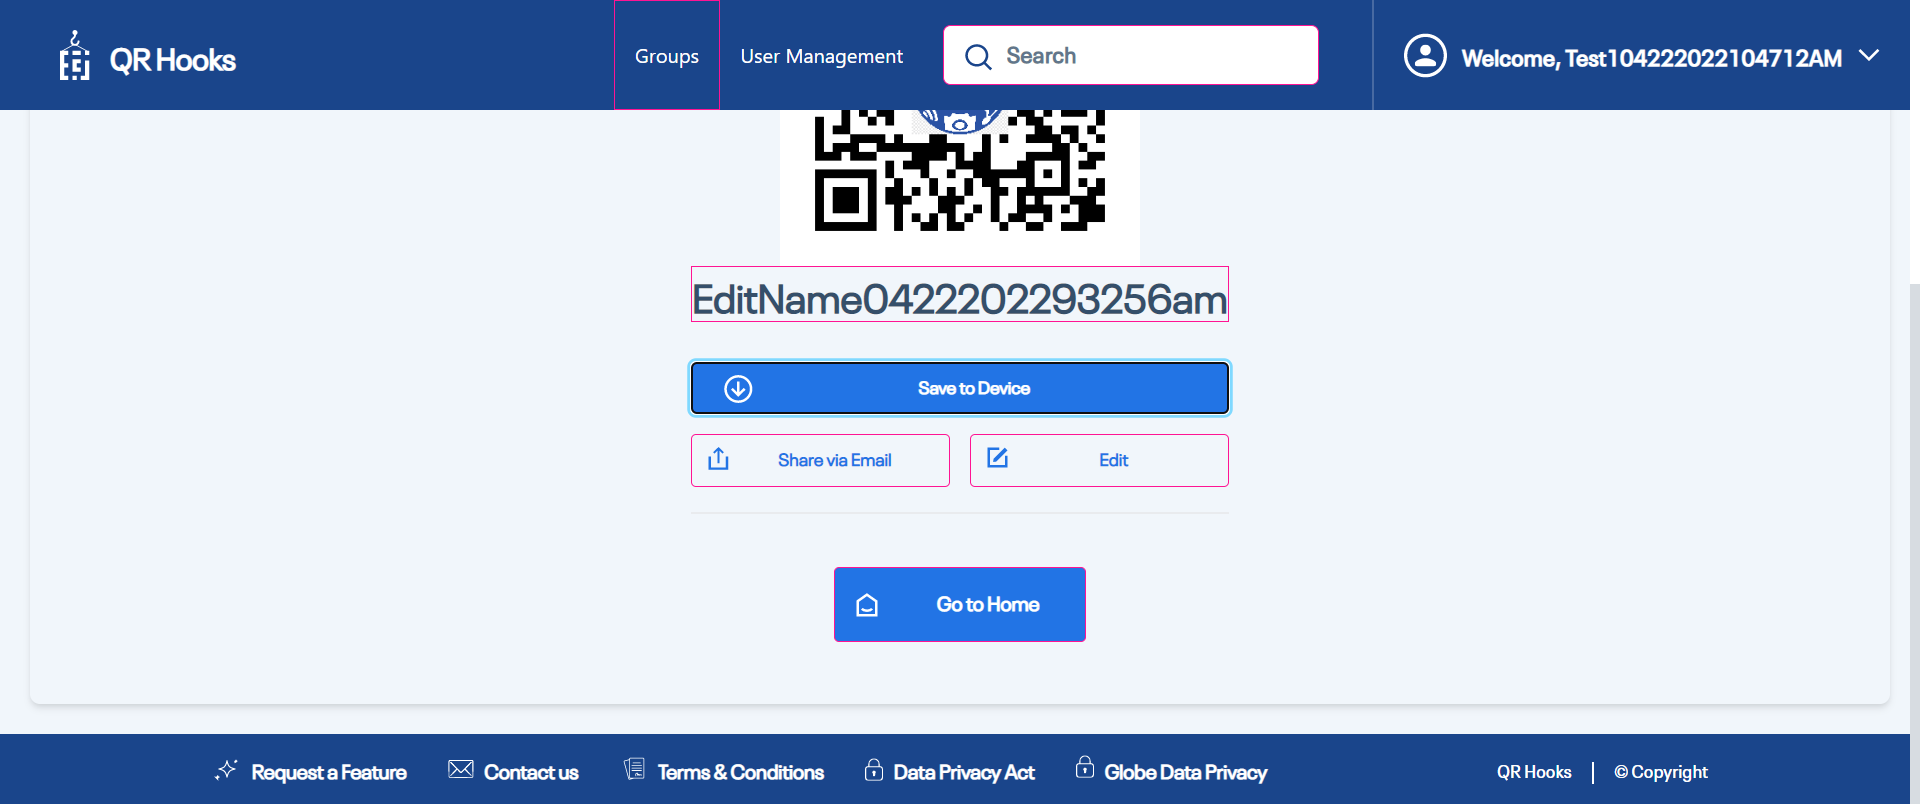 QR Hooks
Groups
User Management
Search
Welcome, Test104222022104712AM
EditName0422202293256am
Save to Device
Share via Email
Edit
Go to Home
Request a Feature
Contact us
Terms & Conditions
Data Privacy Act
Globe Data Privacy
QR Hooks
© Copyright